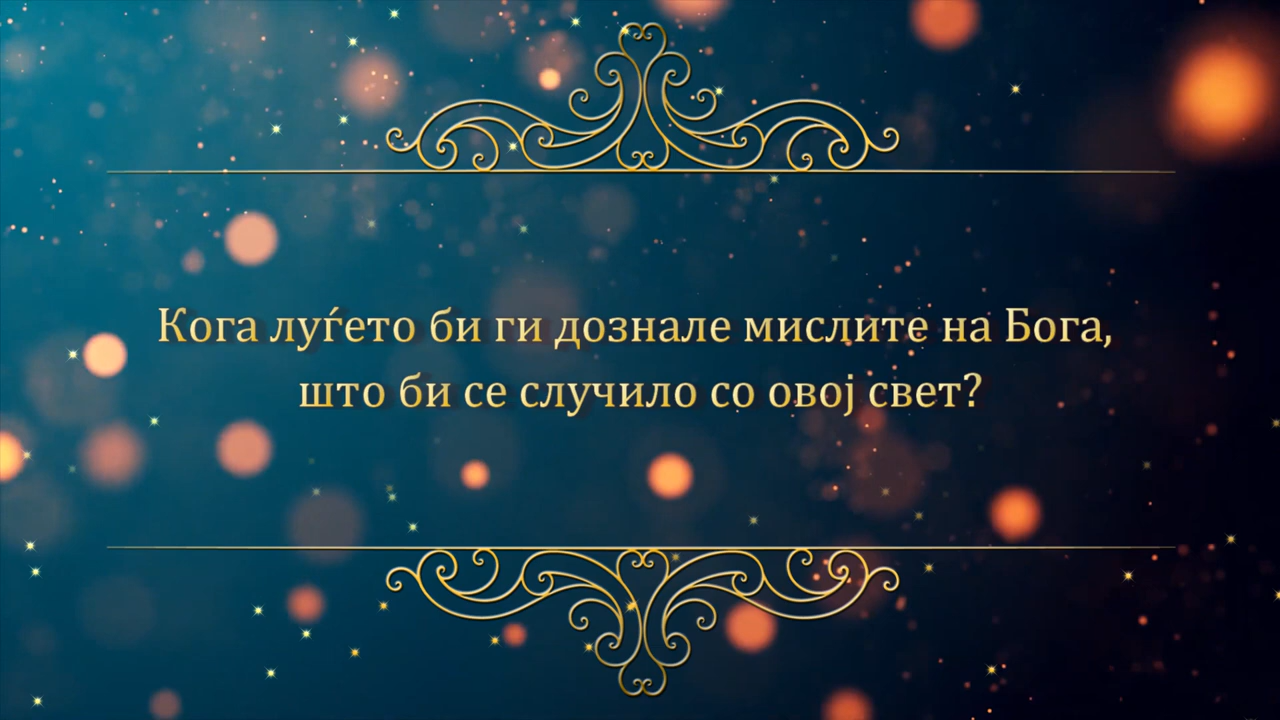 Кога луѓето би ги дознале мислите на Бога,
што би се случило со овој свет?